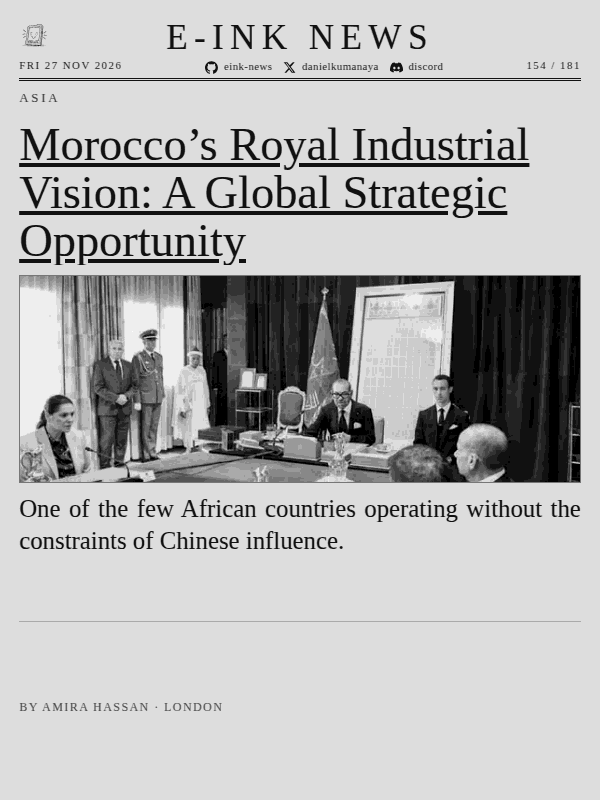 E-INK NEWS
FRI 27 NOV 2026
eink-news danielkumanaya discord
154 / 181
ASIA
Morocco’s Royal Industrial
Vision: A Global Strategic
Opportunity
One of the few African countries operating without the
constraints of Chinese influence.
BY AMIRA HASSAN · LONDON